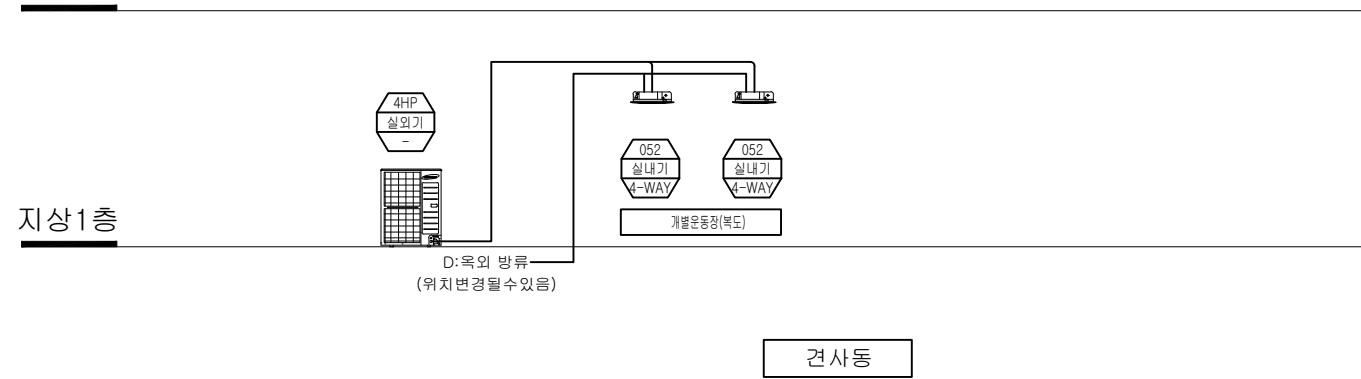 4HP
실외기
-
052
실내기
4-WAY
052
실내기
4-WAY
개별운동장(복도)
지상1층
D:옥외 방류
(위치변경될수있음)
견사동